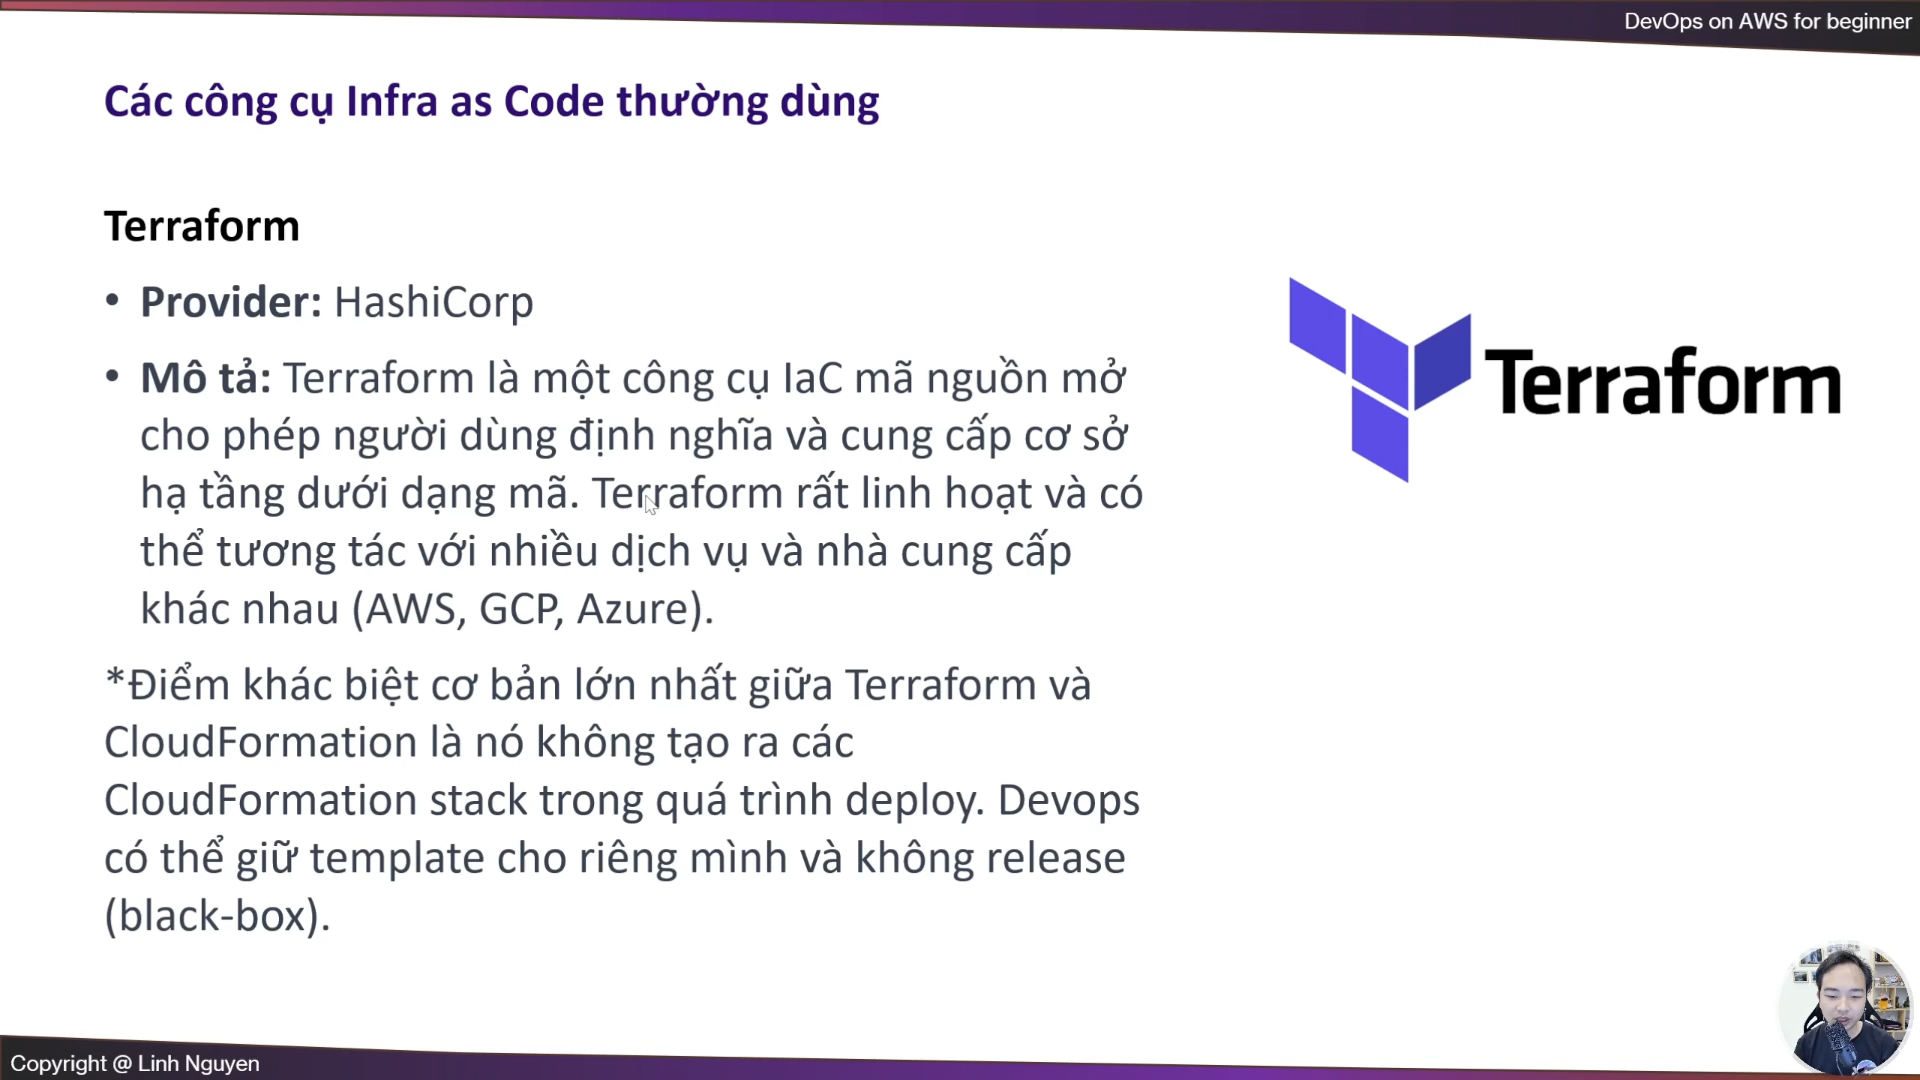 DevOps on AWS for beginner
Các công cụ Infra as Code thường dùng
Terraform
• Provider: HashiCorp
• Mô tả: Terraform là một công cụ IaC mã nguồn mở
cho phép người dùng định nghĩa và cung cấp cơ sở
hạ tầng dưới dạng mã. Terraform rất linh hoạt và có
thể tương tác với nhiều dịch vụ và nhà cung cấp
khác nhau (AWS, GCP, Azure).
*Điểm khác biệt cơ bản lớn nhất giữa Terraform và
CloudFormation là nó không tạo ra các
CloudFormation stack trong quá trình deploy. Devops
có thể giữ template cho riêng mình và không release
(black-box).
Terraform
Copyright @ Linh Nguyen